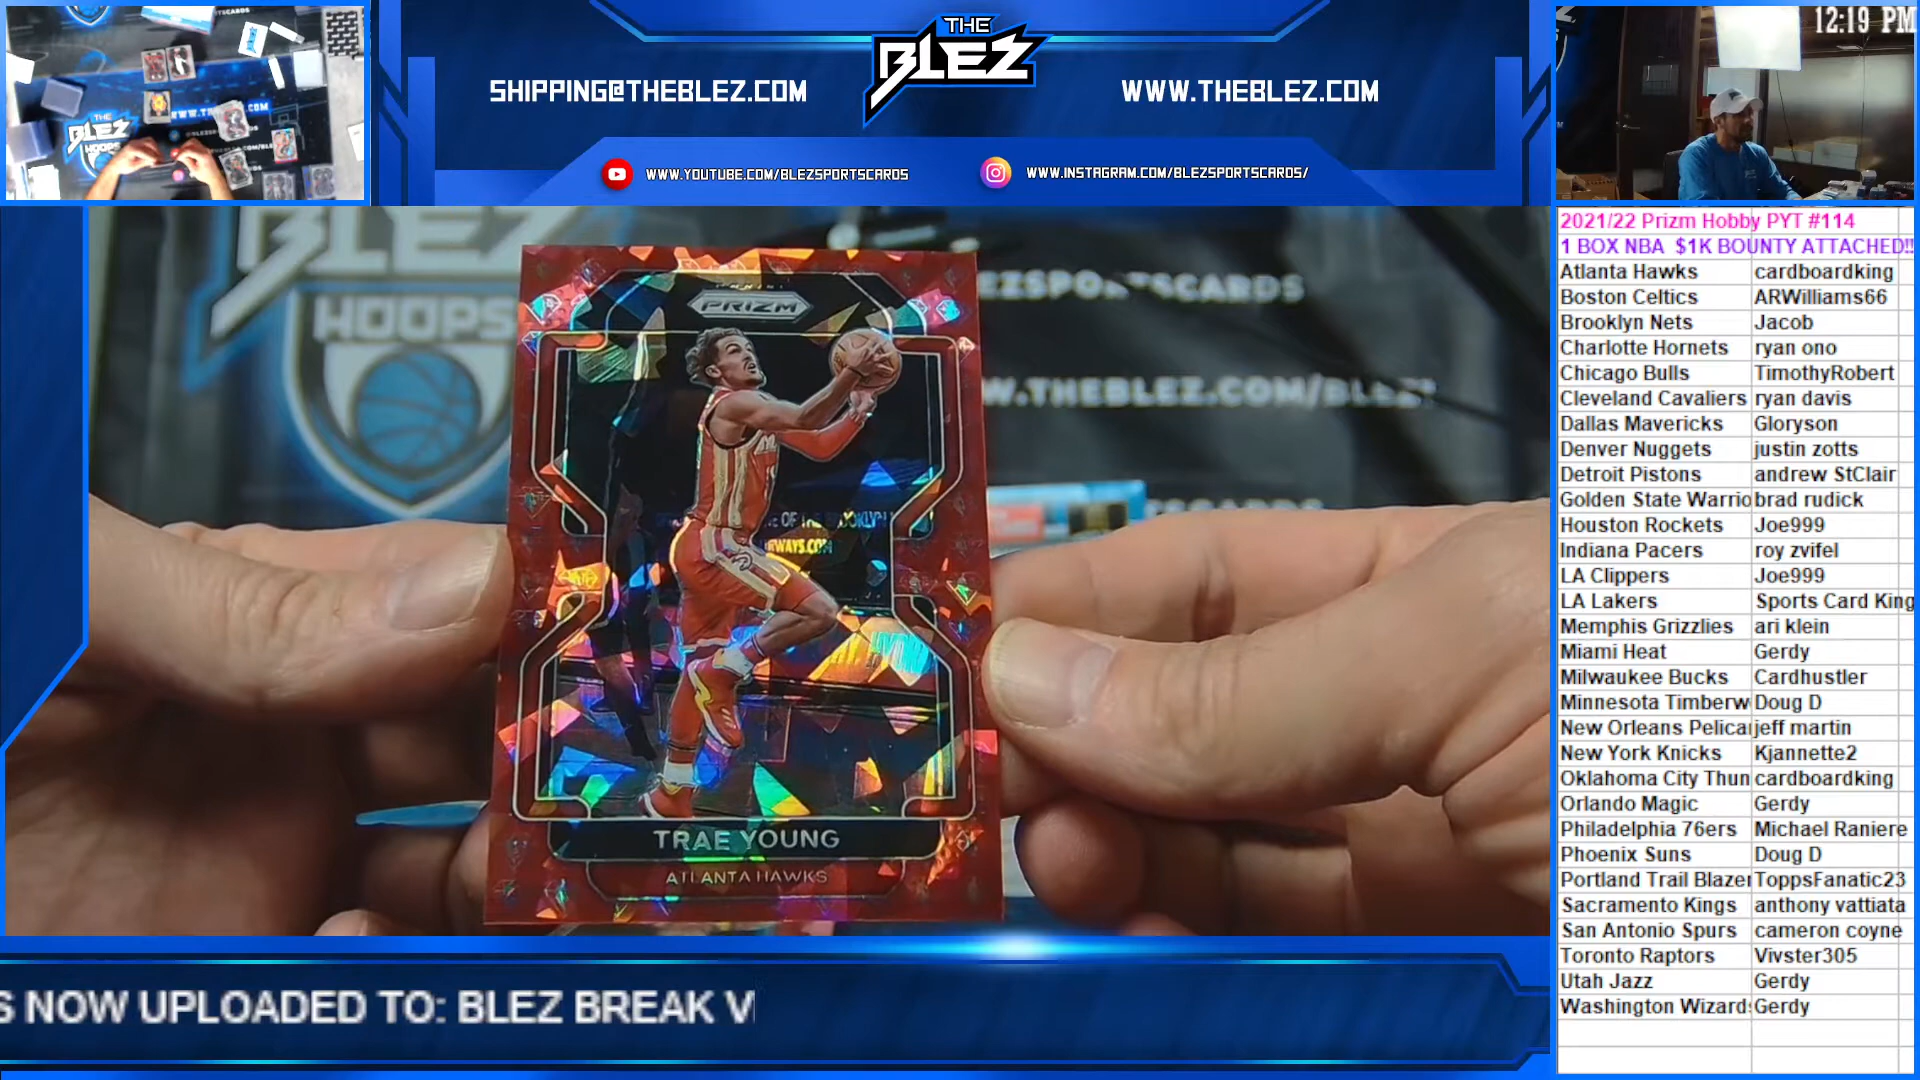 THE
BLEZ
SHIPPING@THEBLEZ.COM
WWW.THEBLEZ.COM
WWW.YOUTUBE.COM/BLEZSPORTSCARDS
WWW.INSTAGRAM.COM/BLEZSPORTSCARDS/
12:19 PM
THE
BLEZ
HOOPS
BLEZ
HOOPS
PRIZM
TRAE YOUNG
ATLANTA HAWKS
S NOW UPLOADED TO: BLEZ BREAK V
2021/22 Prizm Hobby PYT #114
1 BOX NBA $1K BOUNTY ATTACHED!!
Atlanta Hawks cardboardking
Boston Celtics ARWilliams66
Brooklyn Nets Jacob
Charlotte Hornets ryan ono
Chicago Bulls TimothyRobert
Cleveland Cavaliers ryan davis
Dallas Mavericks Gloryson
Denver Nuggets justin zotts
Detroit Pistons andrew StClair
Golden State Warrio brad rudick
Houston Rockets Joe999
Indiana Pacers roy zvifel
LA Clippers Joe999
LA Lakers Sports Card King
Memphis Grizzlies ari klein
Miami Heat Gerdy
Milwaukee Bucks Cardhustler
Minnesota Timberw Doug D
New Orleans Pelica jeff martin
New York Knicks Kjannette2
Oklahoma City Thun cardboardking
Orlando Magic Gerdy
Philadelphia 76ers Michael Raniere
Phoenix Suns Doug D
Portland Trail Blazer ToppsFanatic23
Sacramento Kings anthony vattiata
San Antonio Spurs cameron coyne
Toronto Raptors Vivster305
Utah Jazz Gerdy
Washington Wizard Gerdy